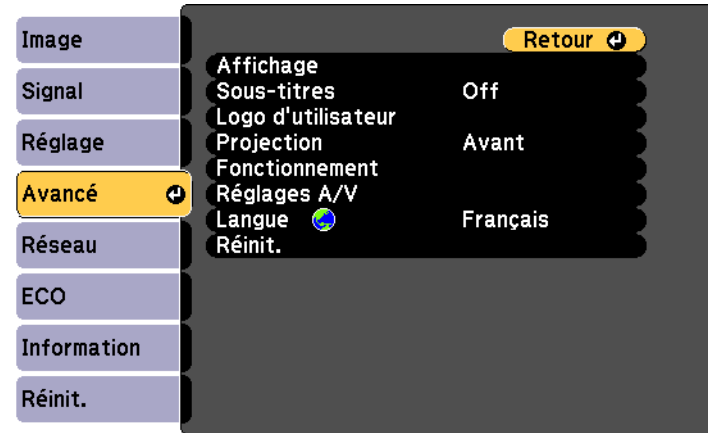 Image
Signal
Réglage
Avancé
Réseau
ECO
Information
Réinit.
Retour
Affichage
Sous-titres Off
Logo d'utilisateur
Projection Avant
Fonctionnement
Réglages A/V
Langue Français
Réinit.